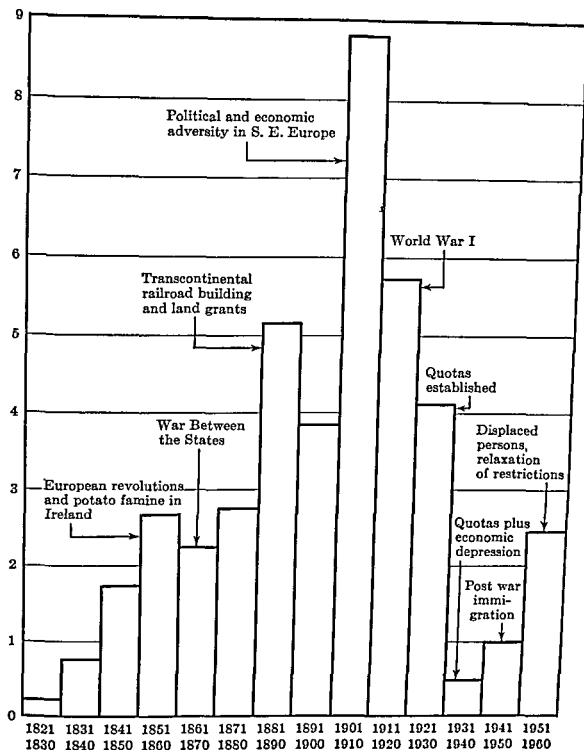 9
8
7
6
5
4
3
2
1
0
Political and economic
adversity in S. E. Europe
World War I
Transcontinental
railroad building
and land grants
Quotas
established
War Between
the States
Displaced
persons,
relaxation
of restrictions
European revolutions
and potato famine in
Ireland
Quotas plus
economic
depression
Post war
immi-
gration
1821 1831 1841 1851 1861 1871 1881 1891 1901 1911 1921 1931 1941 1951
1830 1840 1850 1860 1870 1880 1890 1900 1910 1920 1930 1940 1950 1960